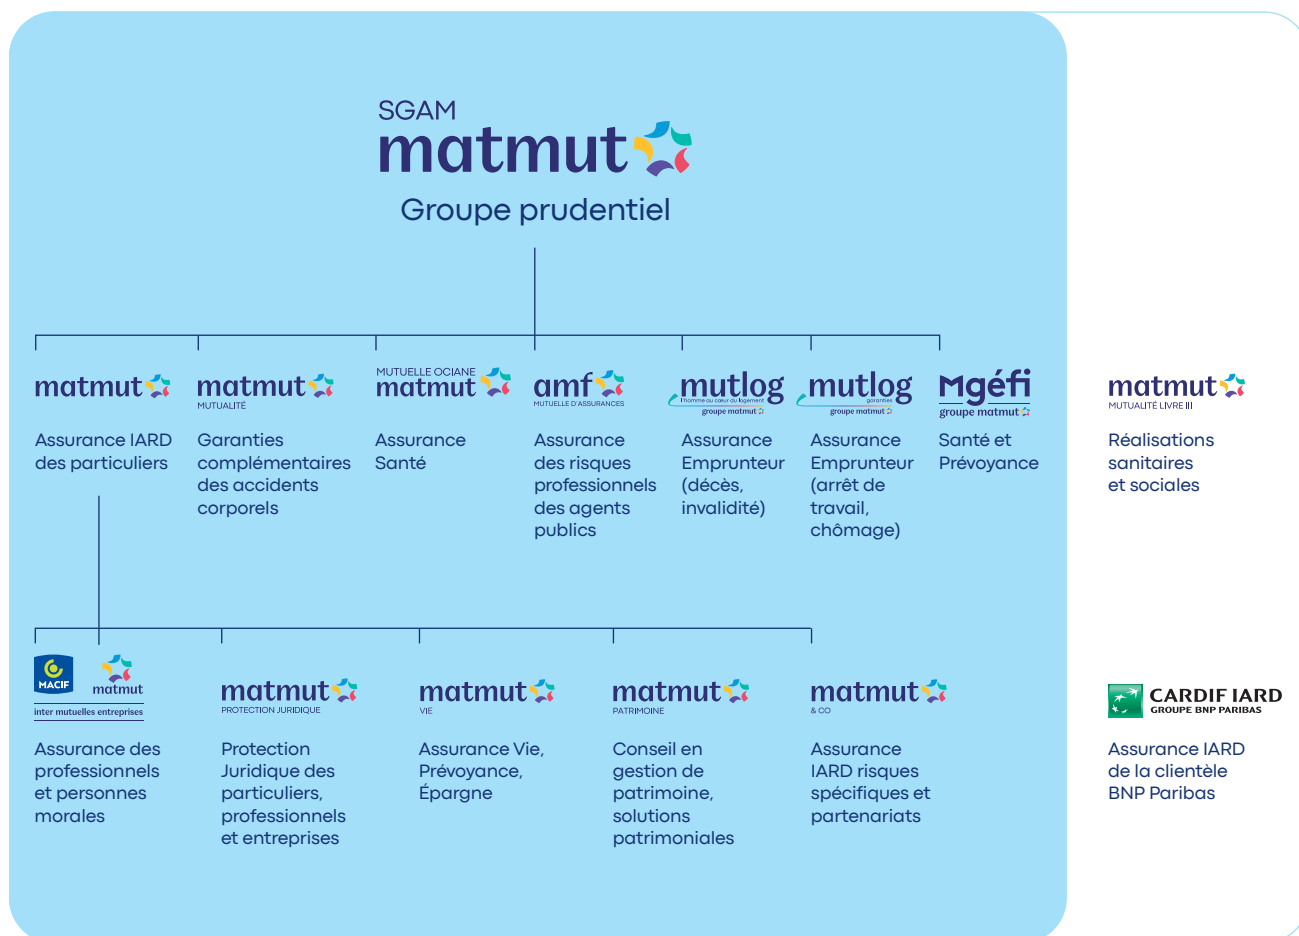 SGAM
matmut
Groupe prudentiel
matmut
Assurance IARD
des particuliers
matmut
MUTUALITÉ
Garanties
complémentaires
des accidents
corporels
MUTUELLE OCIANE
matmut
Assurance
Santé
amf
MUTUELLE D'ASSURANCES
Assurance
des risques
professionnels
des agents
publics
mutlog
l'homme au cœur du logement
groupe matmut
Assurance
Emprunteur
(décès,
invalidité)
mutlog
garanties
groupe matmut
Assurance
Emprunteur
(arrêt de
travail,
chômage)
Mgéfi
groupe matmut
Santé et
Prévoyance
matmut
MUTUALITÉ LIVRE III
Réalisations
sanitaires
et sociales
MACIF
matmut
inter mutuelles entreprises
Assurance des
professionnels
et personnes
morales
matmut
PROTECTION JURIDIQUE
Protection
Juridique des
particuliers,
professionnels
et entreprises
matmut
VIE
Assurance Vie,
Prévoyance,
Épargne
matmut
PATRIMOINE
Conseil en
gestion de
patrimoine,
solutions
patrimoniales
matmut
& CO
Assurance
IARD risques
spécifiques et
partenariats
CARDIF IARD
GROUPE BNP PARIBAS
Assurance IARD
de la clientèle
BNP Paribas